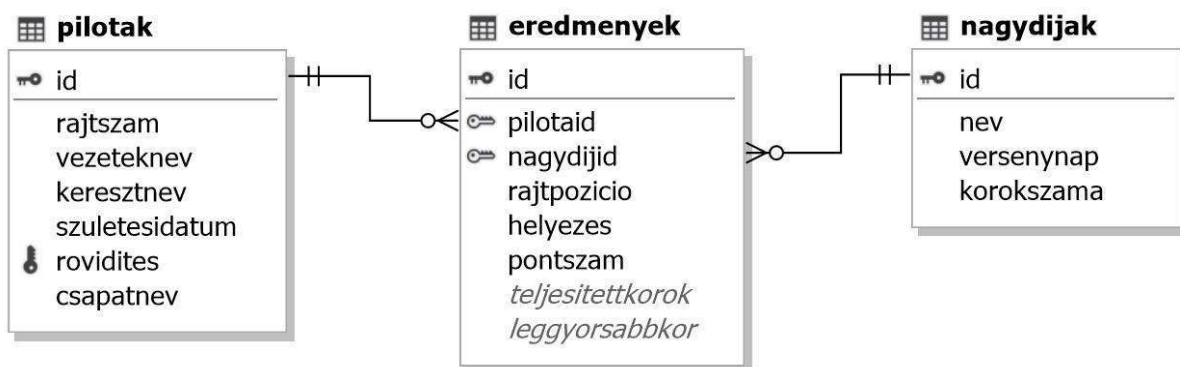 pilotak
id
rajtszam
vezeteknev
keresztnev
szuletesidatum
rovidites
csapatnev
eredmenyek
id
pilotaid
nagydijid
rajtpozicio
helyezes
pontszam
teljesitettkorok
leggyorsabbkor
nagydijak
id
nev
versenynap
korokszama